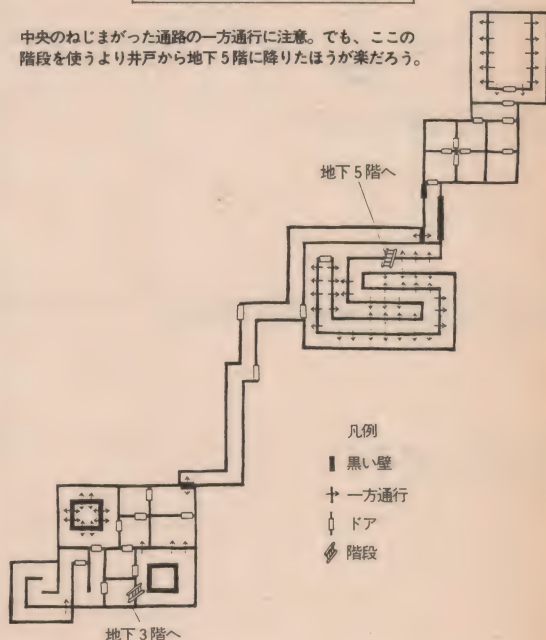 中央のねじまがった通路の一方通行に注意。でも、ここの
階段を使うより井戸から地下5階に降りたほうが楽だろう。
地下5階へ
凡例
黒い壁
一方通行
ドア
階段
地下3階へ